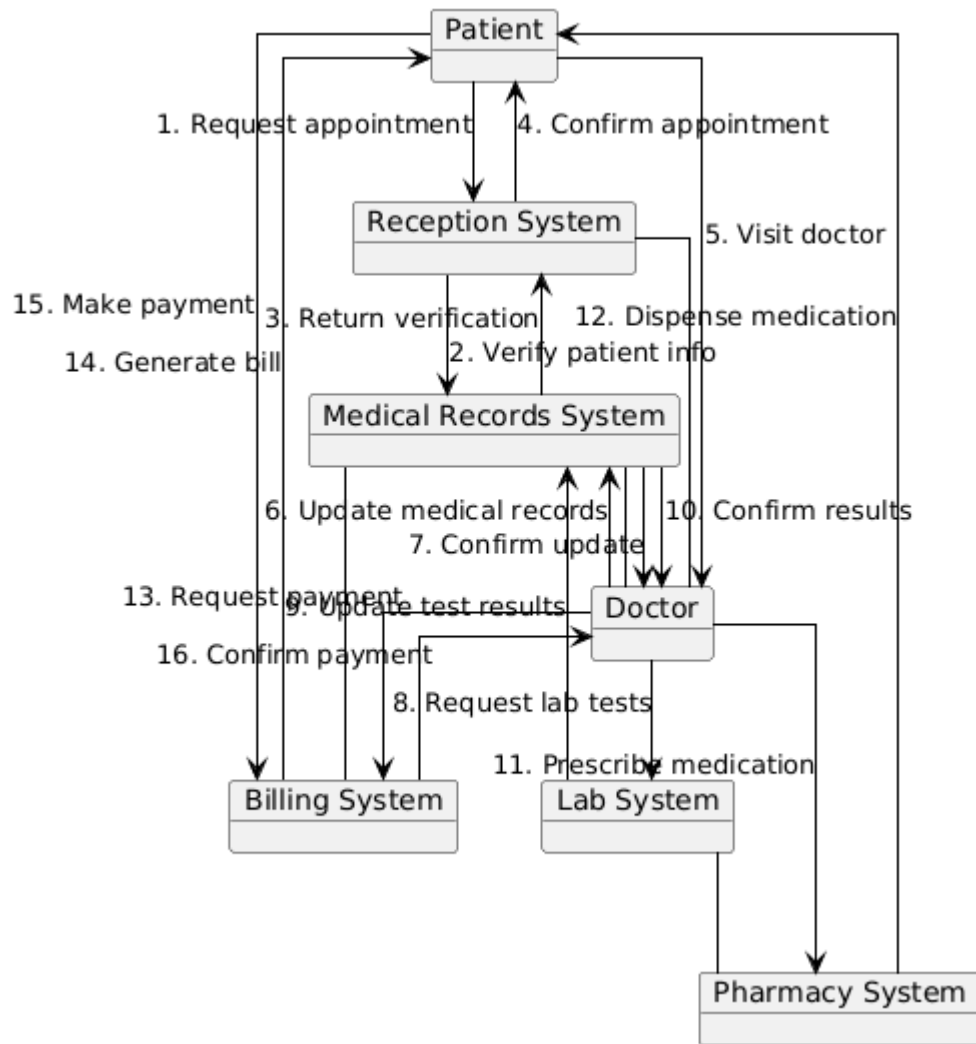 Patient
1. Request appointment
4. Confirm appointment
Reception System
5. Visit doctor
15. Make payment
3. Return verification
12. Dispense medication
2. Verify patient info
14. Generate bill
Medical Records System
6. Update medical records
10. Confirm results
7. Confirm update
13. Request payment
9. Update test results
Doctor
16. Confirm payment
8. Request lab tests
11. Prescribe medication
Billing System
Lab System
Pharmacy System